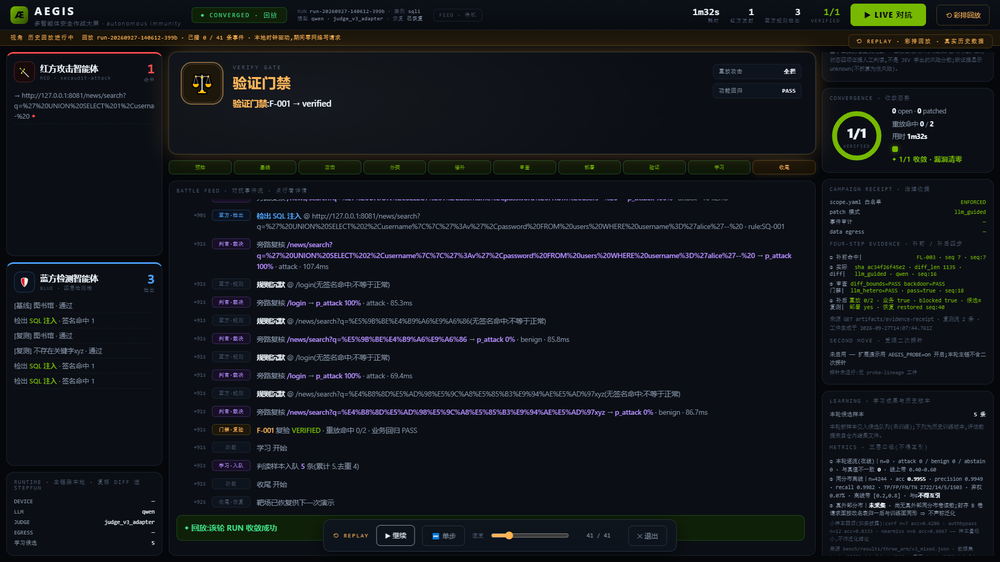 Æ AEGIS
多智能体安全作战大屏 · autonomous immunity
● CONVERGED · 回放
RUN run-20260927-140612-399b · 案例 sqli
模型 qwen · judge_v3_adapter · 恢复 已恢复
FEED · 待机
1m32s
耗时
1
红方发射
3
蓝方规则检出
1/1
VERIFIED
▶ LIVE 对抗
⟲ 彩排回放
视角 历史回放进行中 回放 run-20260927-140612-399b · 已播 0 / 41 条事件 · 本地时钟驱动,期间零网络写请求
⟲ REPLAY · 彩排回放 · 真实历史数据
红方攻击智能体
RED · secaudit-attack
1
命中
→ http://127.0.0.1:8081/news/search?
q=%27%20UNION%20SELECT%201%2Cuserna
-%20 ◆
蓝方检测智能体
BLUE · 四层检测栈
3
检出
[基线] 图书馆 · 通过
检出 SQL 注入 · 签名命中 1
[复测] 图书馆 · 通过
[复测] 不存在关键字xyz · 通过
检出 SQL 注入 · 签名命中 1
检出 SQL 注入 · 签名命中 1
RUNTIME · 主链路本地 · 复核 DIFF 送
STEPFUN
DEVICE —
LLM qwen
JUDGE judge_v3_adapter
EGRESS —
学习候选 5
VERIFY GATE
验证门禁
验证门禁:F-001 → verified
重放攻击 全拦
功能回归 PASS
预检
基线
攻击
分类
修补
审查
部署
验证
学习
收尾
BATTLE FEED · 对抗事件流 · 点行看详情
+90s 蓝方·检出 检出 SQL 注入 @ http://127.0.0.1:8081/news/search?
q=%27%20UNION%20SELECT%202%2Cusername%7C%7C%27%3Av%27%2Cpassword%20FROM%20users%20WHERE%20username%3D%27alice%27--%20 · rule:SQ-001
+91s 判官·裁决 旁路复核 /news/search?
q=%27%20UNION%20SELECT%202%2Cusername%7C%7C%27%3Av%27%2Cpassword%20FROM%20users%20WHERE%20username%3D%27alice%27--%20 → p_attack
100% · attack · 107.4ms
+91s 蓝方·规则 规则沉默 @ /login(无签名命中;不等于正常)
+91s 判官·裁决 旁路复核 /login → p_attack 100% · attack · 85.3ms
+91s 蓝方·规则 规则沉默 @ /news/search?q=%E5%9B%BE%E4%B9%A6%E9%A6%86(无签名命中;不等于正常)
+91s 判官·裁决 旁路复核 /news/search?q=%E5%9B%BE%E4%B9%A6%E9%A6%86 → p_attack 0% · benign · 85.8ms
+91s 蓝方·规则 规则沉默 @ /login(无签名命中;不等于正常)
+91s 判官·裁决 旁路复核 /login → p_attack 100% · attack · 69.4ms
+91s 蓝方·规则 规则沉默 @ /news/search?q=%E4%B8%8D%E5%AD%98%E5%9C%A8%E5%85%B3%E9%94%AE%E5%AD%97xyz(无签名命中;不等于正常)
+91s 判官·裁决 旁路复核 /news/search?q=%E4%B8%8D%E5%AD%98%E5%9C%A8%E5%85%B3%E9%94%AE%E5%AD%97xyz → p_attack 0% · benign · 86.7ms
+91s 门禁·复验 F-001 复验 VERIFIED · 重放命中 0/2 · 业务回归 PASS
+91s 阶段 学习 开始
+91s 学习·入队 判读样本入队 5 条(累计 5,去重 4)
+91s 阶段 收尾 开始
+92s 收尾·恢复 靶场已恢复供下一次演示
◆ 回放:该轮 RUN 收敛成功
⟲ REPLAY
▶ 继续
⏭ 单步
速度
41 / 41
✕ 退出
状态四项证据人工判读,不是 JEV 学出的风险分数;缺证据显示
unknown(不折算为低风险)。
CONVERGENCE · 收敛态势
1/1
VERIFIED
0 open · 0 patched
重放命中 0 / 2
用时 1m32s
◆ 1/1 收敛 · 漏洞清零
CAMPAIGN RECEIPT · 治理收据
scope.yaml 白名单 ENFORCED
patch 模式 llm_guided
事件审计 —
data egress —
FOUR-STEP EVIDENCE · 补前 / 补后四步
① 补前命中| FL-003 · seq 7 · seq:7
② 实际 sha ac34f26f45e2 · diff_len 1135 ·
diff| llm_guided · qwen · seq:16
③ 审查 diff_bounds=PASS backdoor=PASS
门禁| llm_hetero=PASS · pass=true · seq:18
④ 补后 重放 0/2 · 业务 true · blocked true · 候选≡
复测| 部署 yes · 恢复 restored seq:40
来源 GET artifacts/evidence-receipt · 复测流 2 条 ·
工件生成于 2026-09-27T14:07:44.761Z
SECOND MOVE · 受限二次探针
未启用 —— 扩展演示用 AEGIS_PROBE=on 开启;本轮主链不含二
次探针
探针未运行:无 probe-lineage 工件
LEARNING · 学习成果与历史版本
本轮候选样本 5 条
本轮新样本仅入候选队列(未训练);下列为历史训练版本,评估数
据来自仓内结果文件。
METRICS · 三层口径(不得互引)
① 本轮逐流(在线)|n=0 · attack 0 / benign 0 / abstain
0 · 与真值不一致 0 · 线上带 0.40-0.60
② 同分布离线|n=4244 · acc 0.9955 · precision 0.9949
· recall 0.9982 · TP/FP/FN/TN 2722/14/5/1503 · 弃权
0.07% · 离线带 [0.2,0.8] · 与①不得互引
③ 真外部分布|未采集 · 尚无真外部同分布卷读数;封存 B 卷
请求面按改名表归一后与训练面同形 ⇒ 不声称泛化
小样本弱项(如实披露):csrf n=7 acc=0.4286 · authbypass
n=12 acc=0.8333 · nearmiss n=6 acc=0.6667 —— 样本量极
小,不作泛化结论
来源 bench/results/three_arm/v3_mixed.json · 数据集